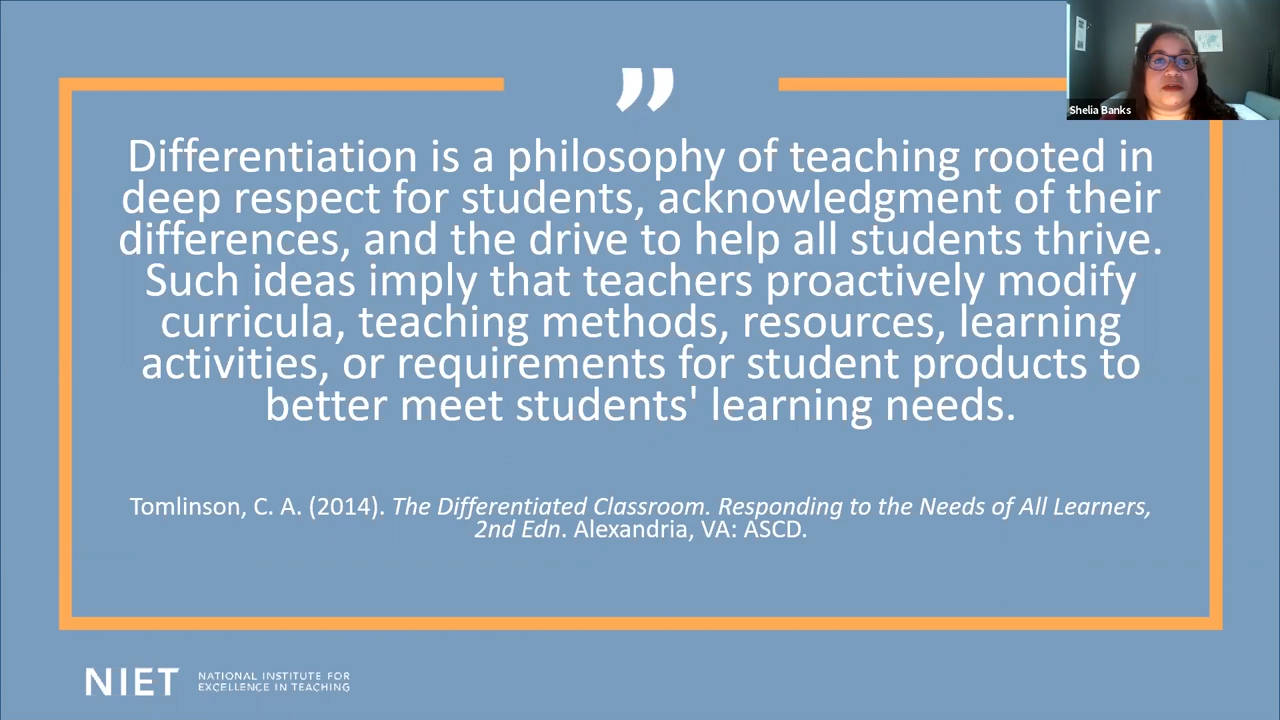 ”
Differentiation is a philosophy of teaching rooted in
deep respect for students, acknowledgment of their
differences, and the drive to help all students thrive.
Such ideas imply that teachers proactively modify
curricula, teaching methods, resources, learning
activities, or requirements for student products to
better meet students' learning needs.
Tomlinson, C. A. (2014). The Differentiated Classroom. Responding to the Needs of All Learners,
2nd Edn. Alexandria, VA: ASCD.
Shelia Banks
NIET
NATIONAL INSTITUTE FOR
EXCELLENCE IN TEACHING